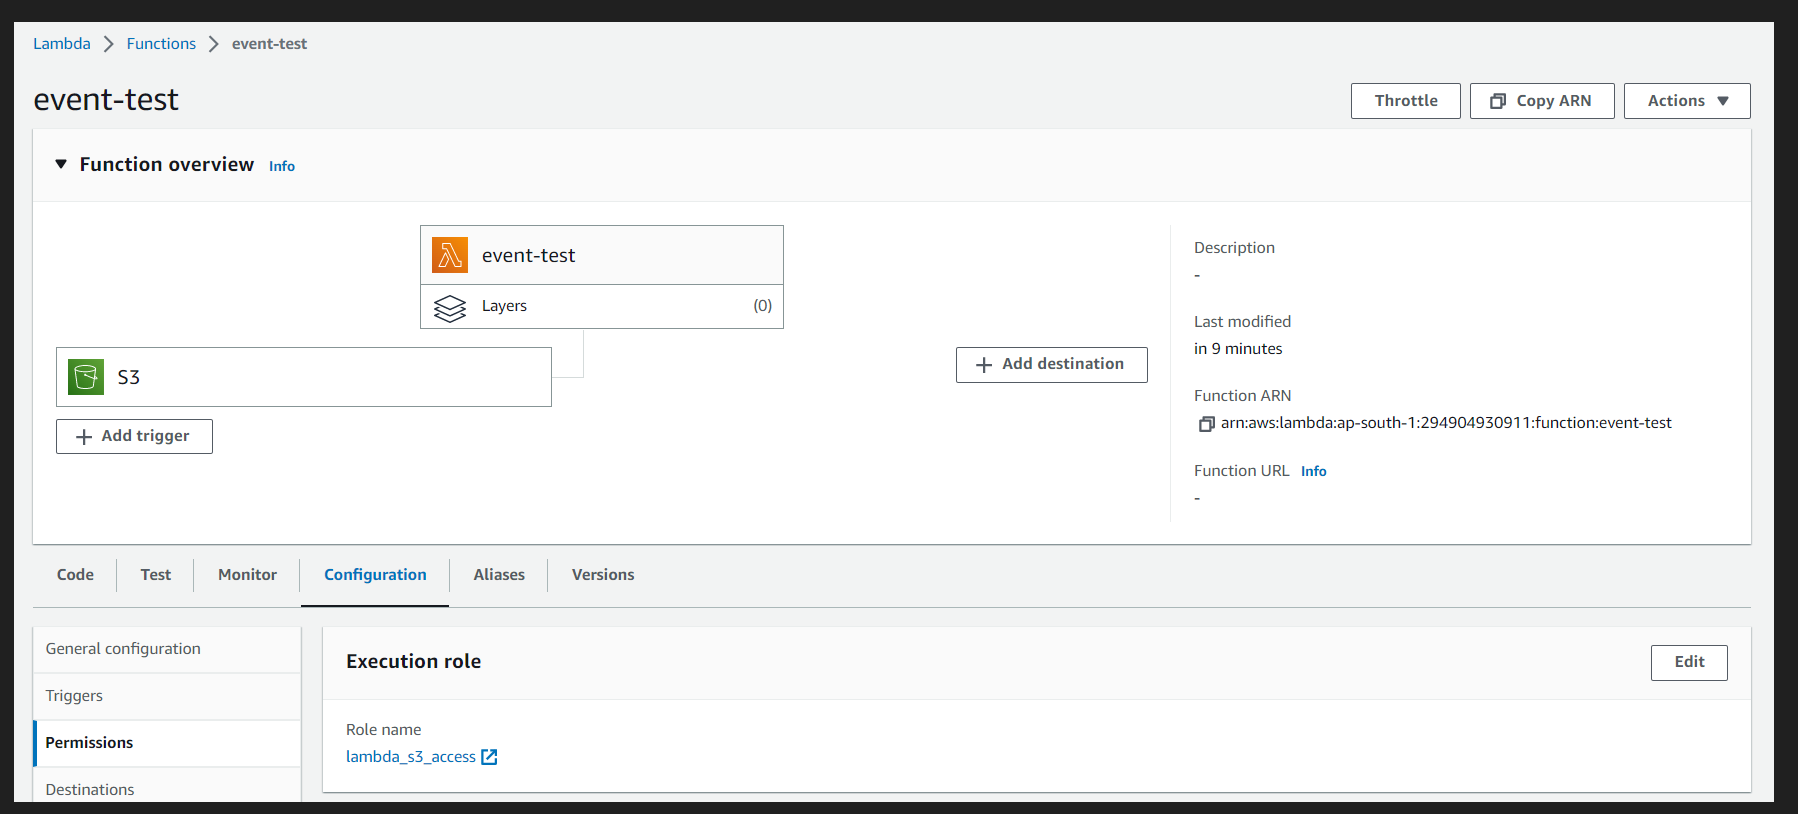 Lambda > Functions > event-test
event-test
Throttle
Copy ARN
Actions
Function overview Info
event-test
Layers (0)
S3
Add trigger
Add destination
Description
-
Last modified
in 9 minutes
Function ARN
arn:aws:lambda:ap-south-1:294904930911:function:event-test
Function URL Info
-
Code Test Monitor Configuration Aliases Versions
General configuration
Triggers
Permissions
Destinations
Execution role
Edit
Role name
lambda_s3_access